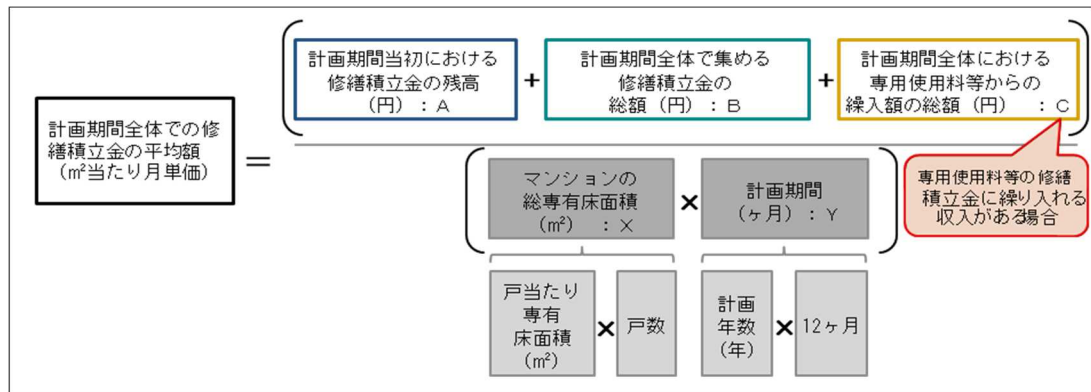 計画期間全体での修
繕積立金の平均額
(㎡当たり月単価)
=
計画期間当初における
修繕積立金の残高
(円) : A
+
計画期間全体で集める
修繕積立金の
総額(円) : B
+
計画期間全体における
専用使用料等からの
繰入額の総額(円) : C
専用使用料等の修繕
積立金に繰り入れる
収入がある場合
マンションの
総専有床面積
(㎡) : X
×
計画期間
(ヶ月) : Y
戸当たり
専有
床面積
(㎡)
×
戸数
計画
年数
(年)
×
12ヶ月